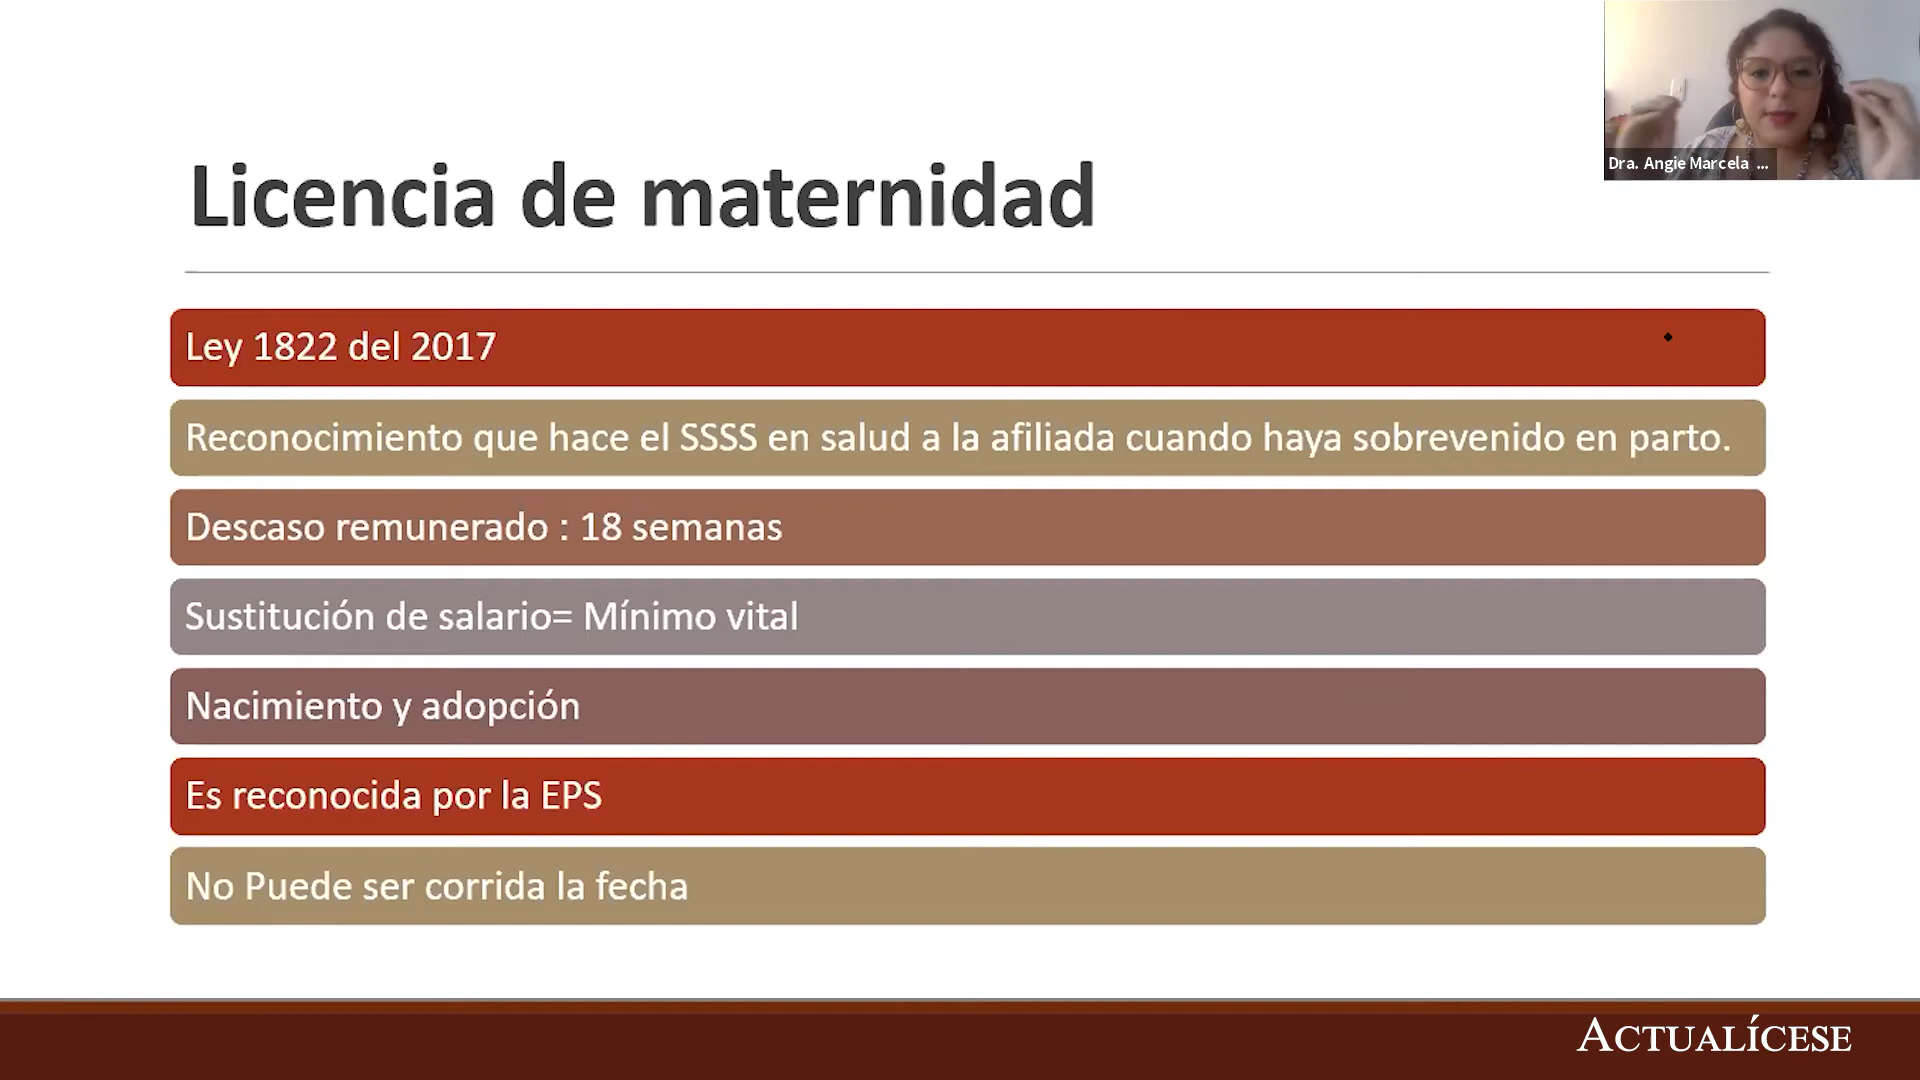 Dra. Angie Marcela ...
Licencia de maternidad
Ley 1822 del 2017
Reconocimiento que hace el SSSS en salud a la afiliada cuando haya sobrevenido en parto.
Descaso remunerado : 18 semanas
Sustitución de salario= Mínimo vital
Nacimiento y adopción
Es reconocida por la EPS
No Puede ser corrida la fecha
ACTUALÍCESE